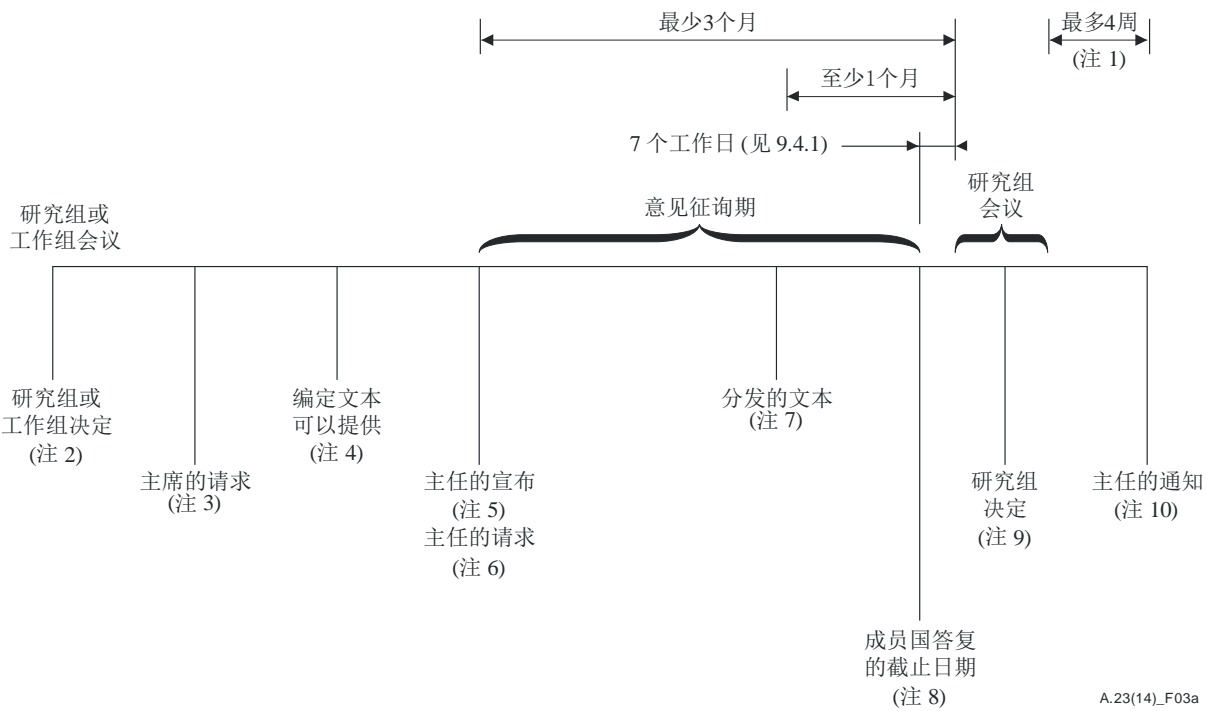 最少3个月
最多4周
(注 1)
至少1个月
7 个工作日 (见 9.4.1)
研究组
会议
意见征询期
研究组或
工作组会议
研究组或
工作组决定
(注 2)
主席的请求
(注 3)
编定文本
可以提供
(注 4)
主任的宣布
(注 5)
主任的请求
(注 6)
分发的文本
(注 7)
成员国答复
的截止日期
(注 8)
研究组
决定
(注 9)
主任的通知
(注 10)
A.23(14)_F03a